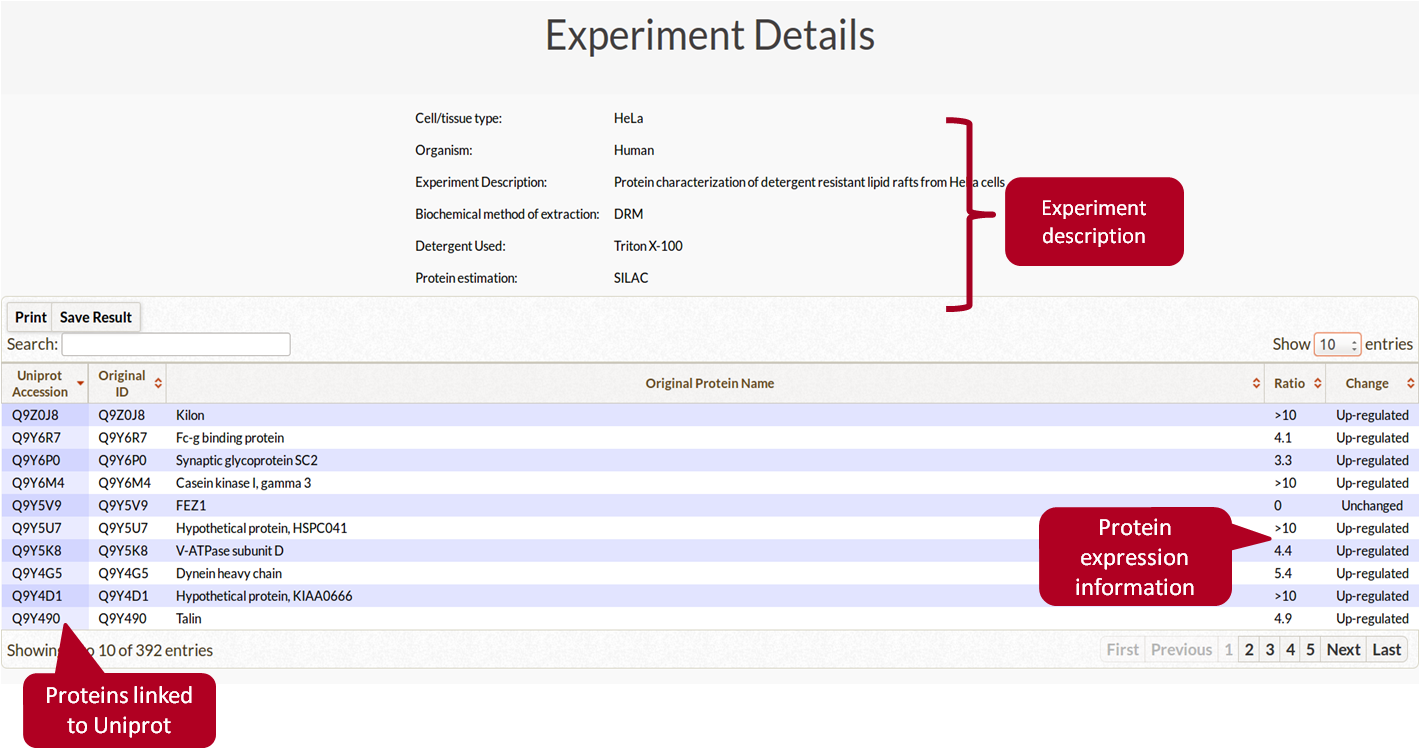 Experiment Details
Cell/tissue type: HeLa
Organism: Human
Experiment Description: Protein characterization of detergent resistant lipid rafts from HeLa cells
Biochemical method of extraction: DRM
Detergent Used: Triton X-100
Protein estimation: SILAC
Experiment
description
Print Save Result
Search:
Show 10 entries
Uniprot Accession Original ID Original Protein Name Ratio Change
Q9Z0J8 Q9Z0J8 Kilon >10 Up-regulated
Q9Y6R7 Q9Y6R7 Fc-g binding protein 4.1 Up-regulated
Q9Y6P0 Q9Y6P0 Synaptic glycoprotein SC2 3.3 Up-regulated
Q9Y6M4 Q9Y6M4 Casein kinase I, gamma 3 >10 Up-regulated
Q9Y5V9 Q9Y5V9 FEZ1 0 Unchanged
Q9Y5U7 Q9Y5U7 Hypothetical protein, HSPC041 >10 Up-regulated
Q9Y5K8 Q9Y5K8 V-ATPase subunit D 4.4 Up-regulated
Q9Y4G5 Q9Y4G5 Dynein heavy chain 5.4 Up-regulated
Q9Y4D1 Q9Y4D1 Hypothetical protein, KIAA0666 >10 Up-regulated
Q9Y490 Q9Y490 Talin 4.9 Up-regulated
Protein
expression
information
Showing 10 of 392 entries
First Previous 1 2 3 4 5 Next Last
Proteins linked
to Uniprot